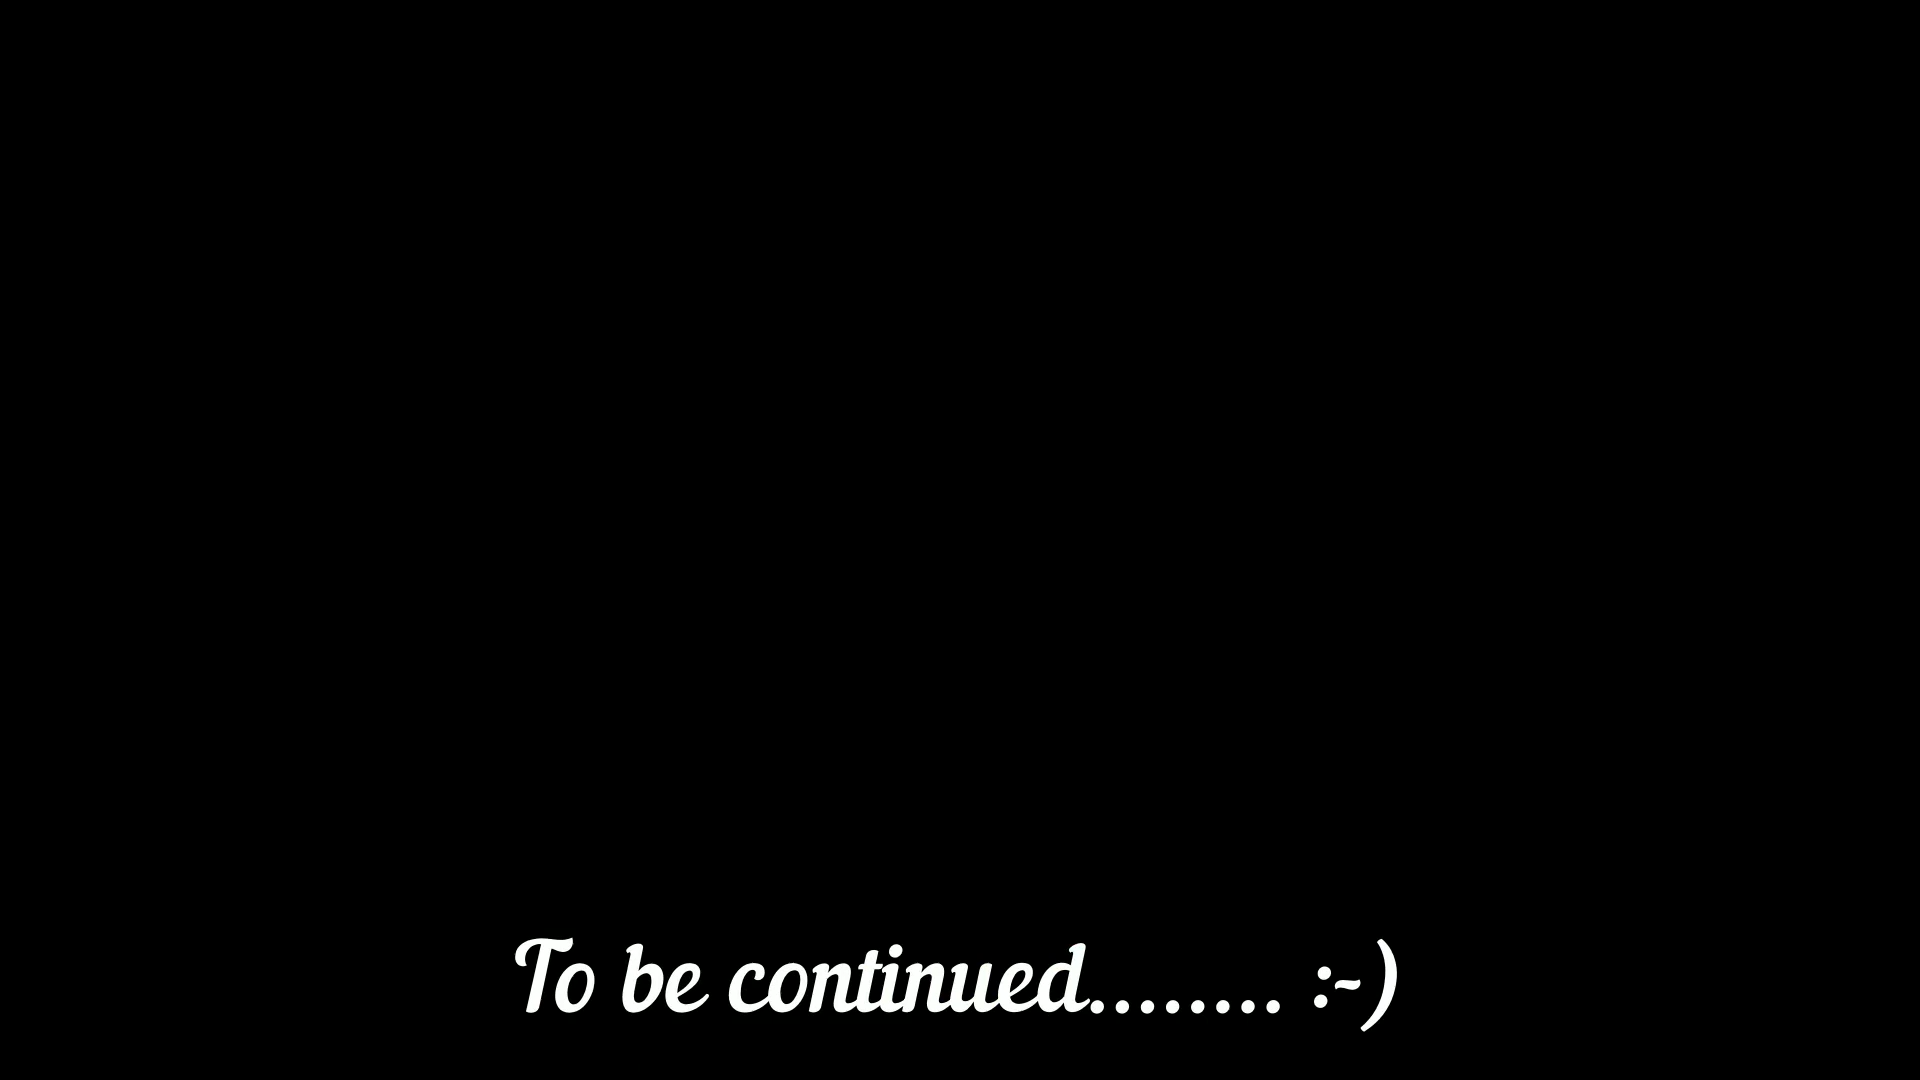 To be continued........ :-)